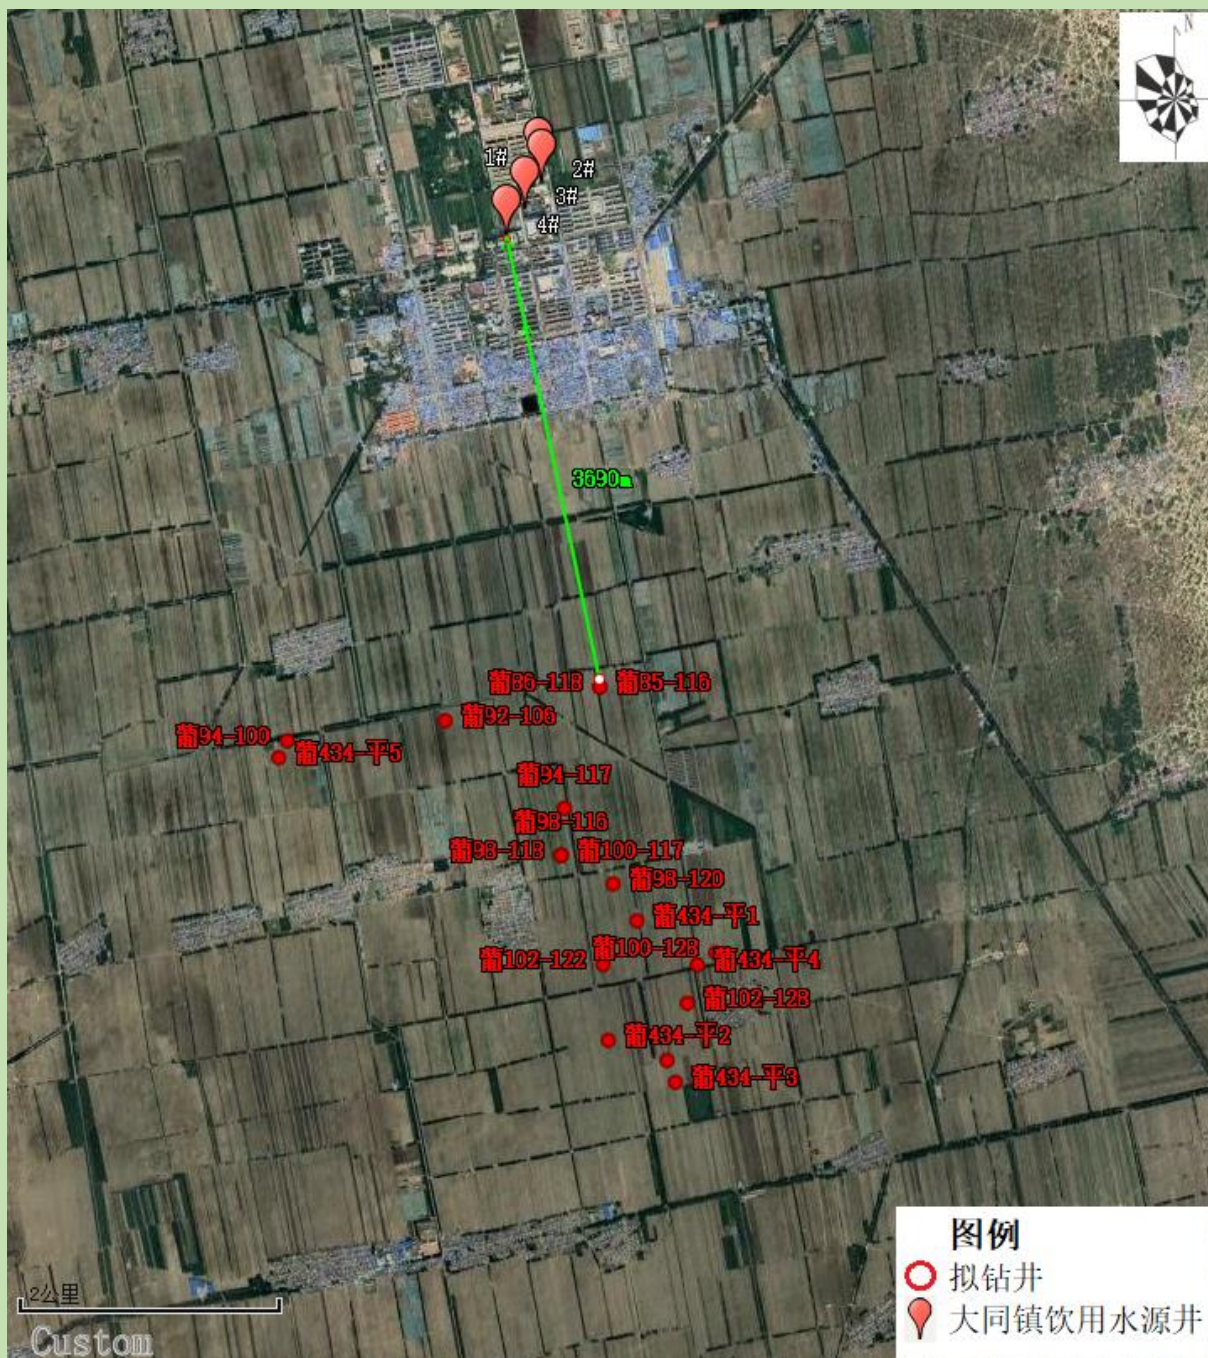 N
1#
2#
3#
4#
3690m
葡86-118 葡85-116
葡92-106
葡94-100
葡434-平5
葡94-117
葡98-116
葡98-118 葡100-117
葡98-120
葡434-平1
葡100-128
葡102-122 葡434-平4
葡102-128
葡434-平2
葡434-平3
图例
拟钻井
大同镇饮用水源井
2公里
Custom